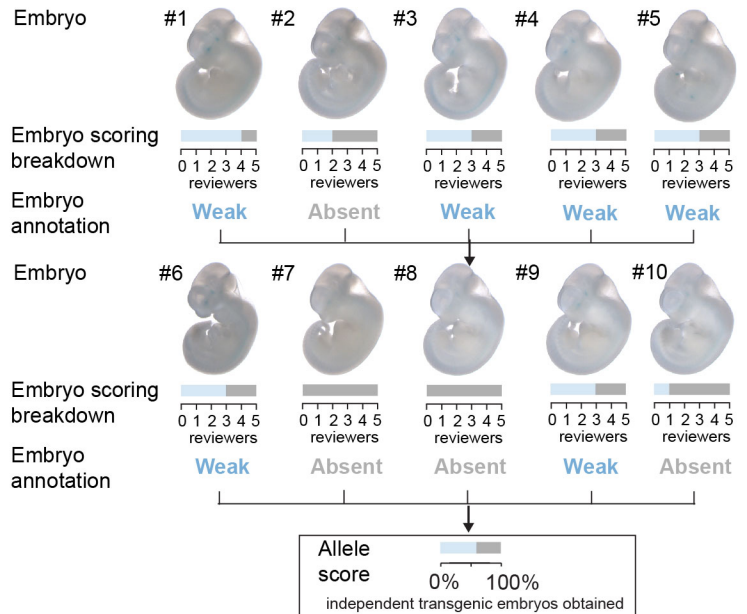 Embryo #1 #2 #3 #4 #5
Embryo scoring
breakdown
0 1 2 3 4 5 0 1 2 3 4 5 0 1 2 3 4 5 0 1 2 3 4 5 0 1 2 3 4 5
reviewers reviewers reviewers reviewers reviewers
Embryo
annotation
Weak Absent Weak Weak Weak
Embryo #6 #7 #8 #9 #10
Embryo scoring
breakdown
0 1 2 3 4 5 0 1 2 3 4 5 0 1 2 3 4 5 0 1 2 3 4 5 0 1 2 3 4 5
reviewers reviewers reviewers reviewers reviewers
Embryo
annotation
Weak Absent Absent Weak Absent
Allele
score
0% 100%
independent transgenic embryos obtained